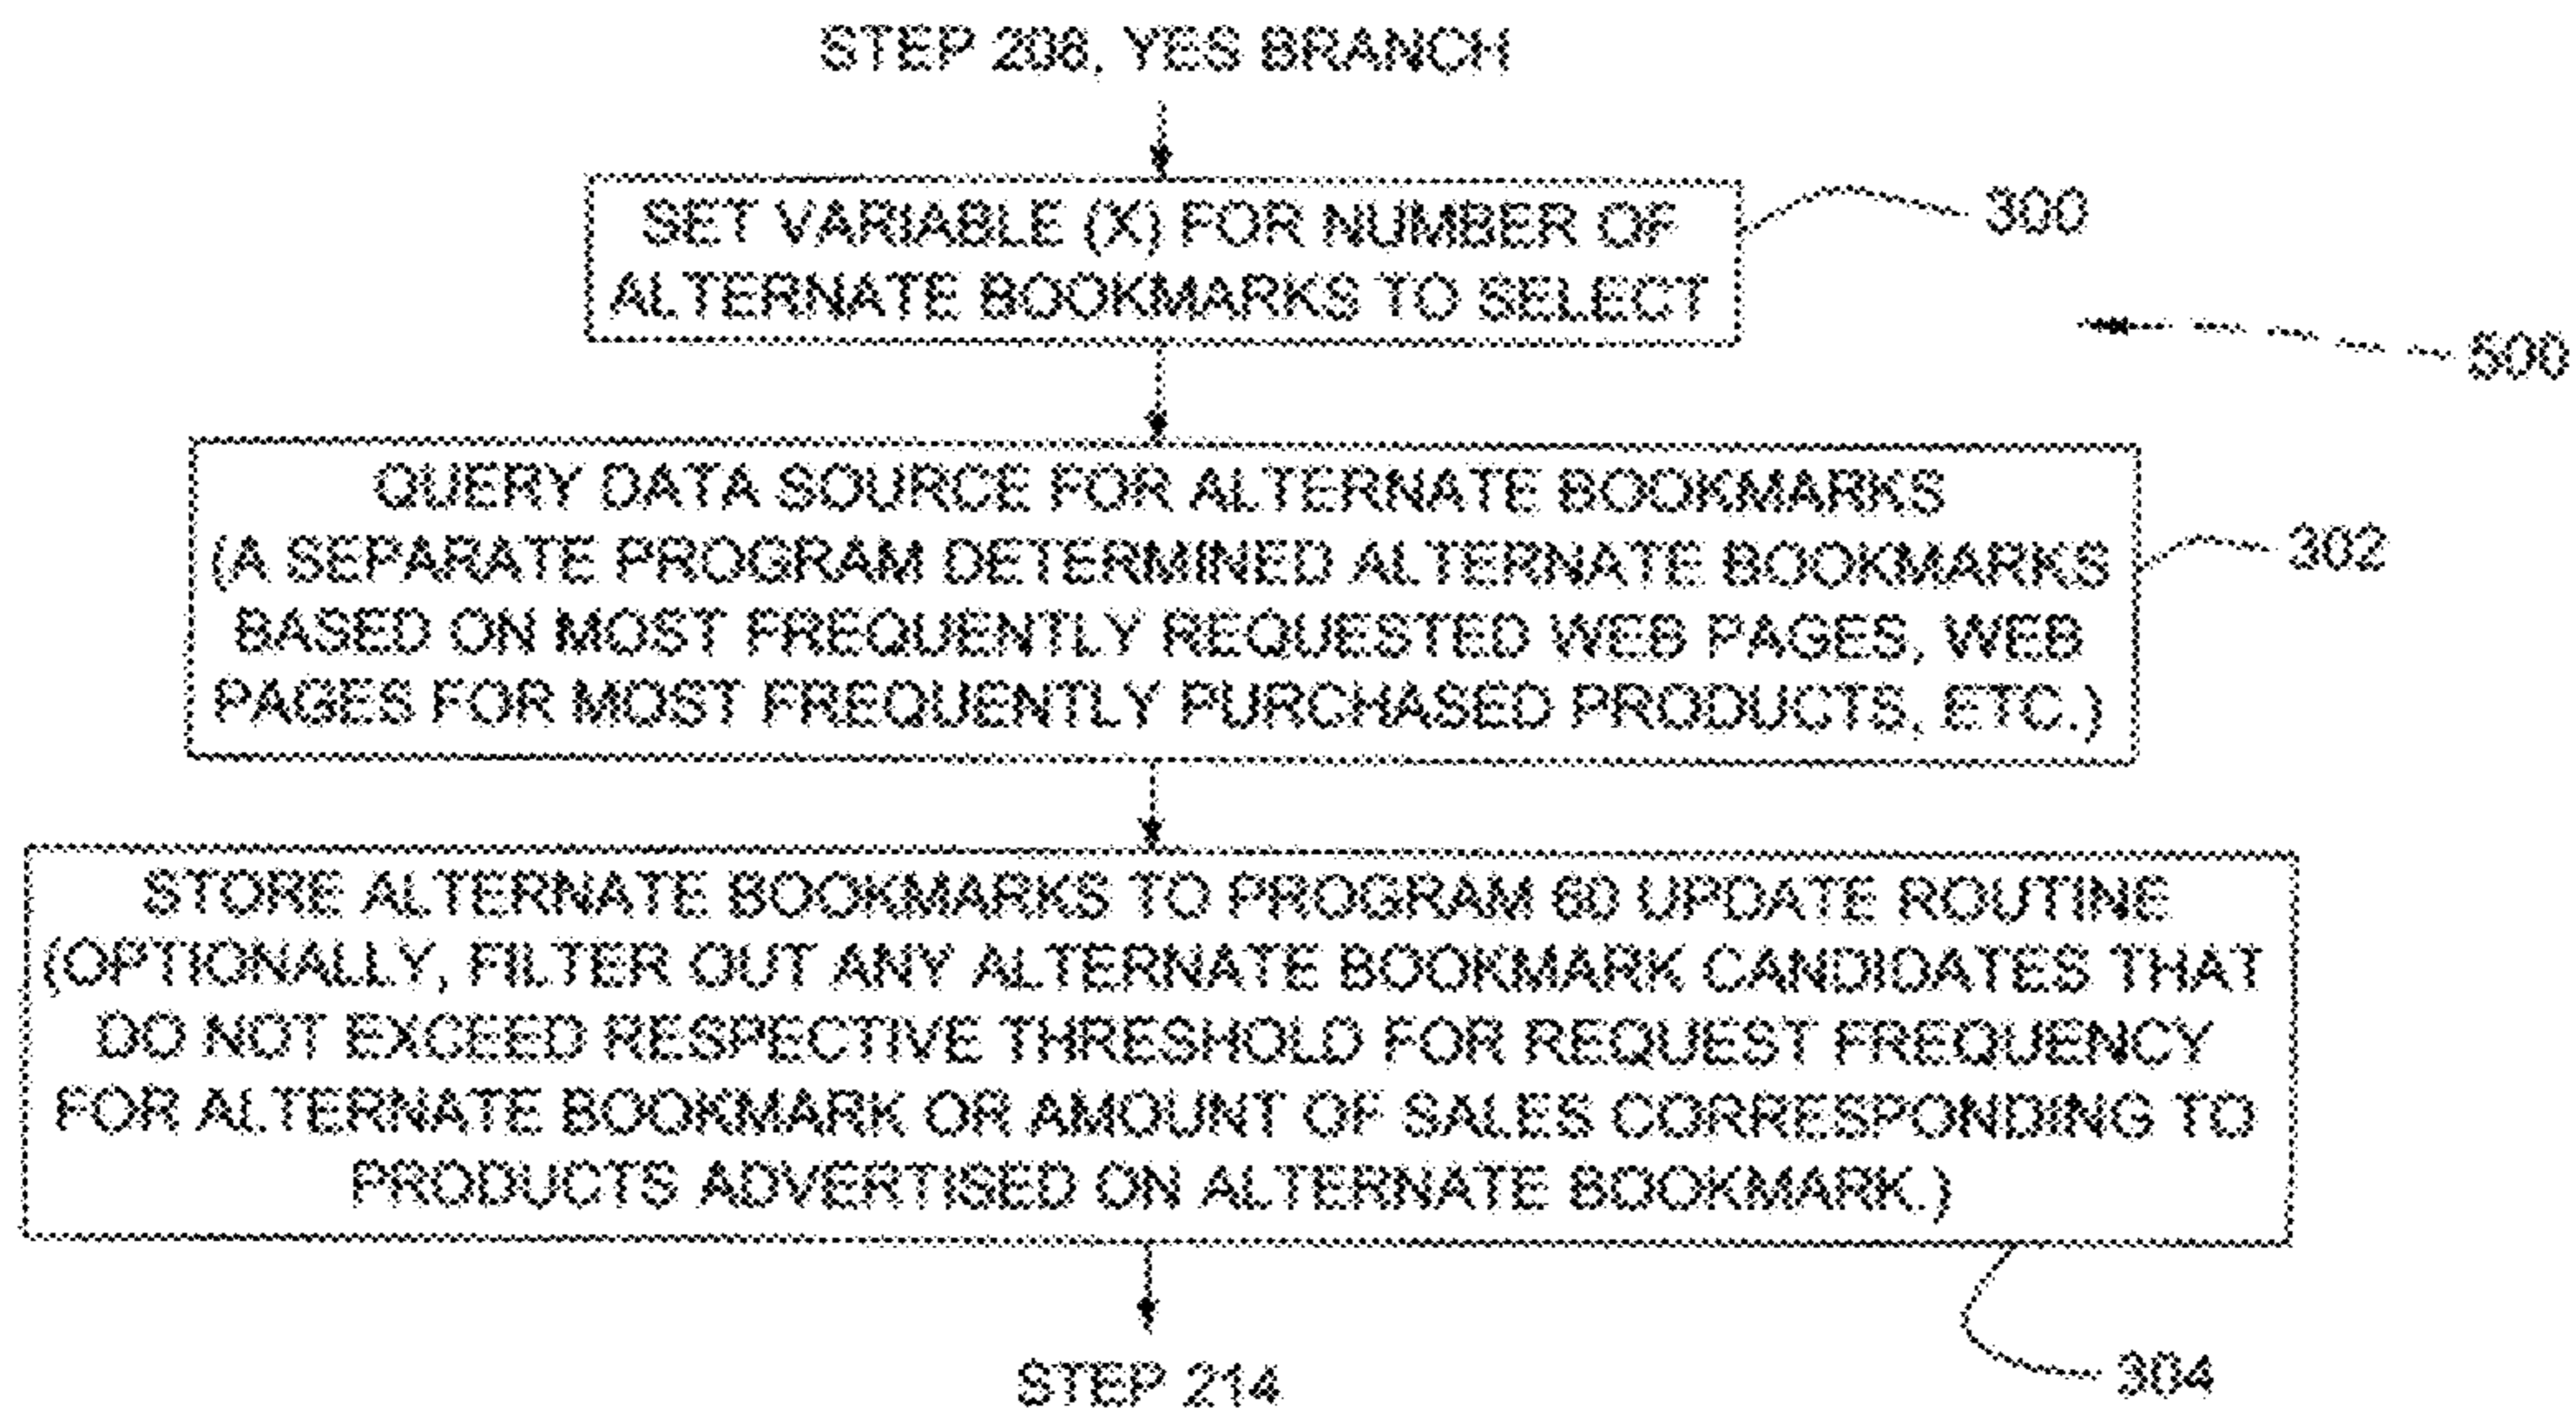 STEP 206, YES BRANCH
SET VARIABLE (X) FOR NUMBER OF
ALTERNATE BOOKMARKS TO SELECT
300
500
QUERY DATA SOURCE FOR ALTERNATE BOOKMARKS
(A SEPARATE PROGRAM DETERMINED ALTERNATE BOOKMARKS
BASED ON MOST FREQUENTLY REQUESTED WEB PAGES, WEB
PAGES FOR MOST FREQUENTLY PURCHASED PRODUCTS, ETC.)
302
STORE ALTERNATE BOOKMARKS TO PROGRAM 60 UPDATE ROUTINE
(OPTIONALLY, FILTER OUT ANY ALTERNATE BOOKMARK CANDIDATES THAT
DO NOT EXCEED RESPECTIVE THRESHOLD FOR REQUEST FREQUENCY
FOR ALTERNATE BOOKMARK OR AMOUNT OF SALES CORRESPONDING TO
PRODUCTS ADVERTISED ON ALTERNATE BOOKMARK.)
STEP 214
304